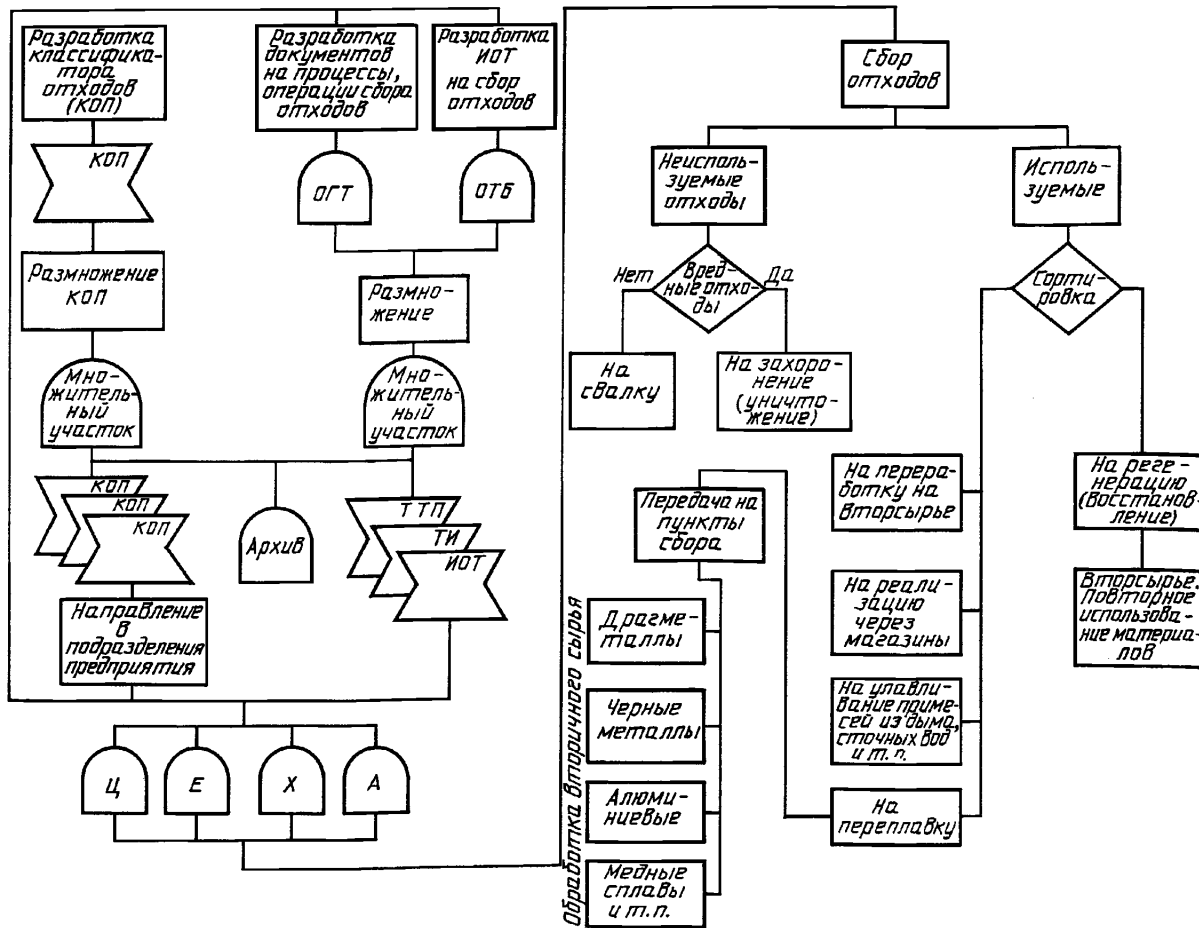 Разработка
классифика-
тора
отходов
(КОП)
Разработка
документов
на процессы,
операции сбора
отходов
Разработка
ИОТ
на сбор
отходов
КОП
ОГТ
ОТБ
Размножение
КОП
Размно-
жение
Мно-
житель-
ный
участок
Мно-
житель-
ный
участок
КОП
КОП
КОП
Архив
ТТП
ТИ
ИОТ
Направление
в
подразделения
предприятия
Ц
Е
Х
А
Сбор
отходов
Неисполь-
зуемые
отходы
Исполь-
зуемые
Нет
Вред-
ные отхо-
ды
Да
Сорти-
ровка
На
свалку
На захоро-
нение
(уничто-
жение)
Передача на
пункты
сбора
На перера-
ботку на
вторсырье
На реге-
нерацию
(восстанов-
ление)
На реали-
зацию
через
магазины
Вторсырье.
Повторное
использова-
ние материа-
лов
Обработка вторичного сырья
Драгме-
таллы
Черные
металлы
Алюми-
ниевые
Медные
сплавы
и т.п.
На улавли-
вание приме-
сей из дыма,
сточных вод
и т. п.
На
переплавку